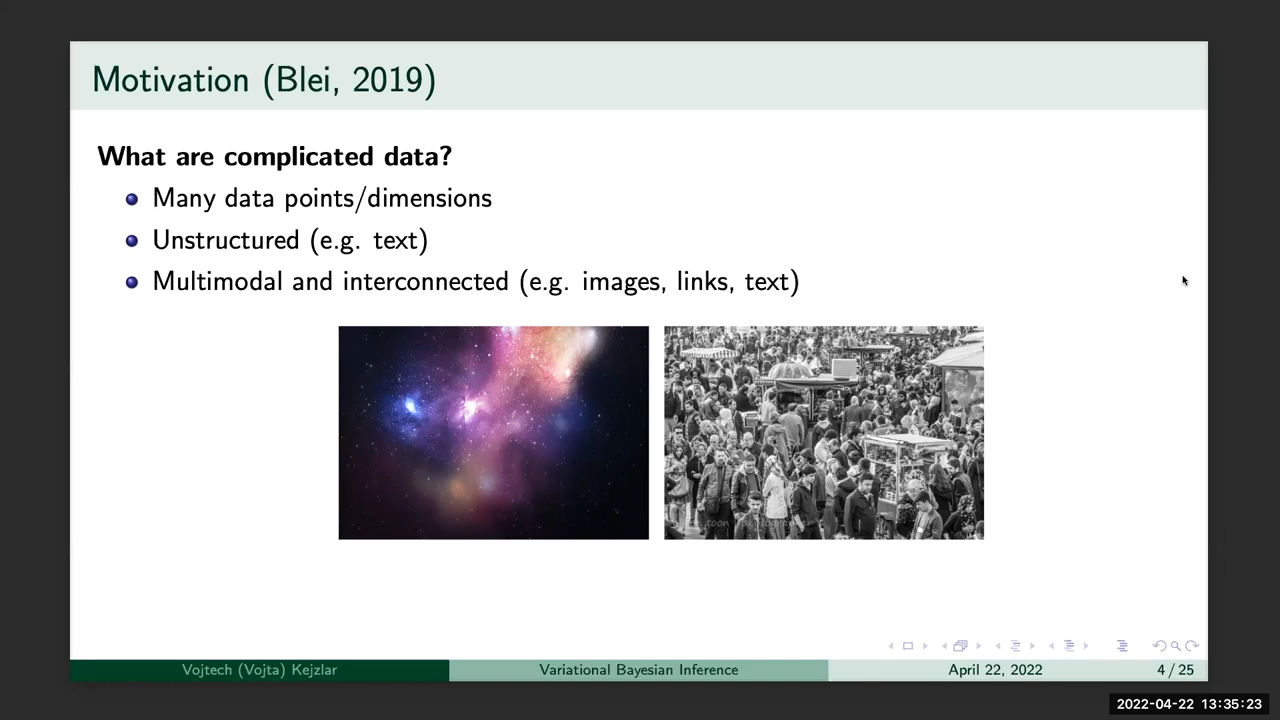 Motivation (Blei, 2019)
What are complicated data?
Many data points/dimensions
Unstructured (e.g. text)
Multimodal and interconnected (e.g. images, links, text)
Vojtech (Vojta) Kejzlar
Variational Bayesian Inference
April 22, 2022
4 / 25
2022-04-22 13:35:23